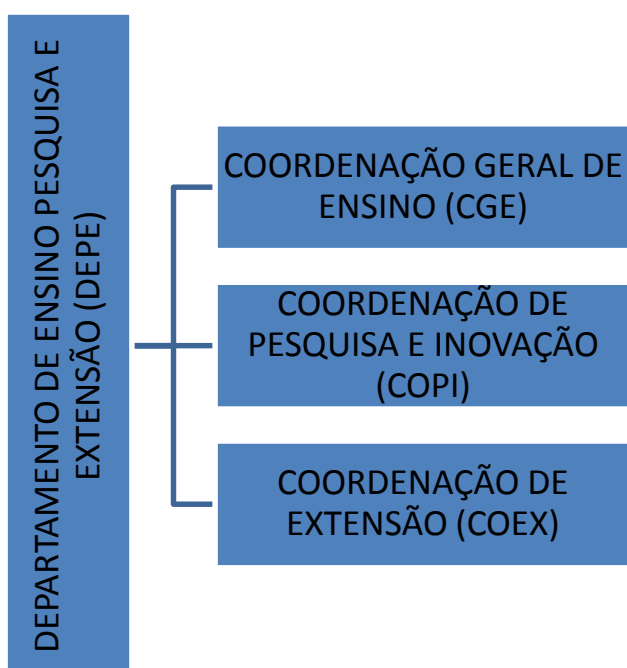 DEPARTAMENTO DE ENSINO PESQUISA E
EXTENSÃO (DEPE)
COORDENAÇÃO GERAL DE
ENSINO (CGE)
COORDENAÇÃO DE
PESQUISA E INOVAÇÃO
(COPI)
COORDENAÇÃO DE
EXTENSÃO (COEX)